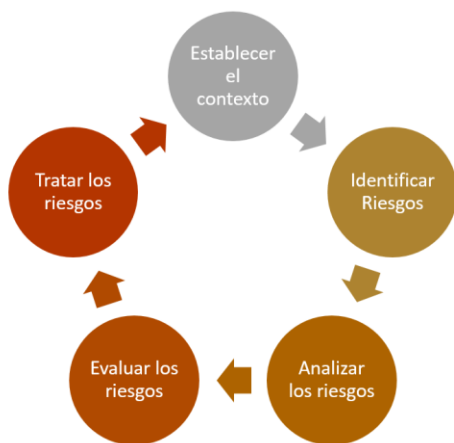 Establecer
el
contexto
Identificar
Riesgos
Analizar
los riesgos
Evaluar los
riesgos
Tratar los
riesgos